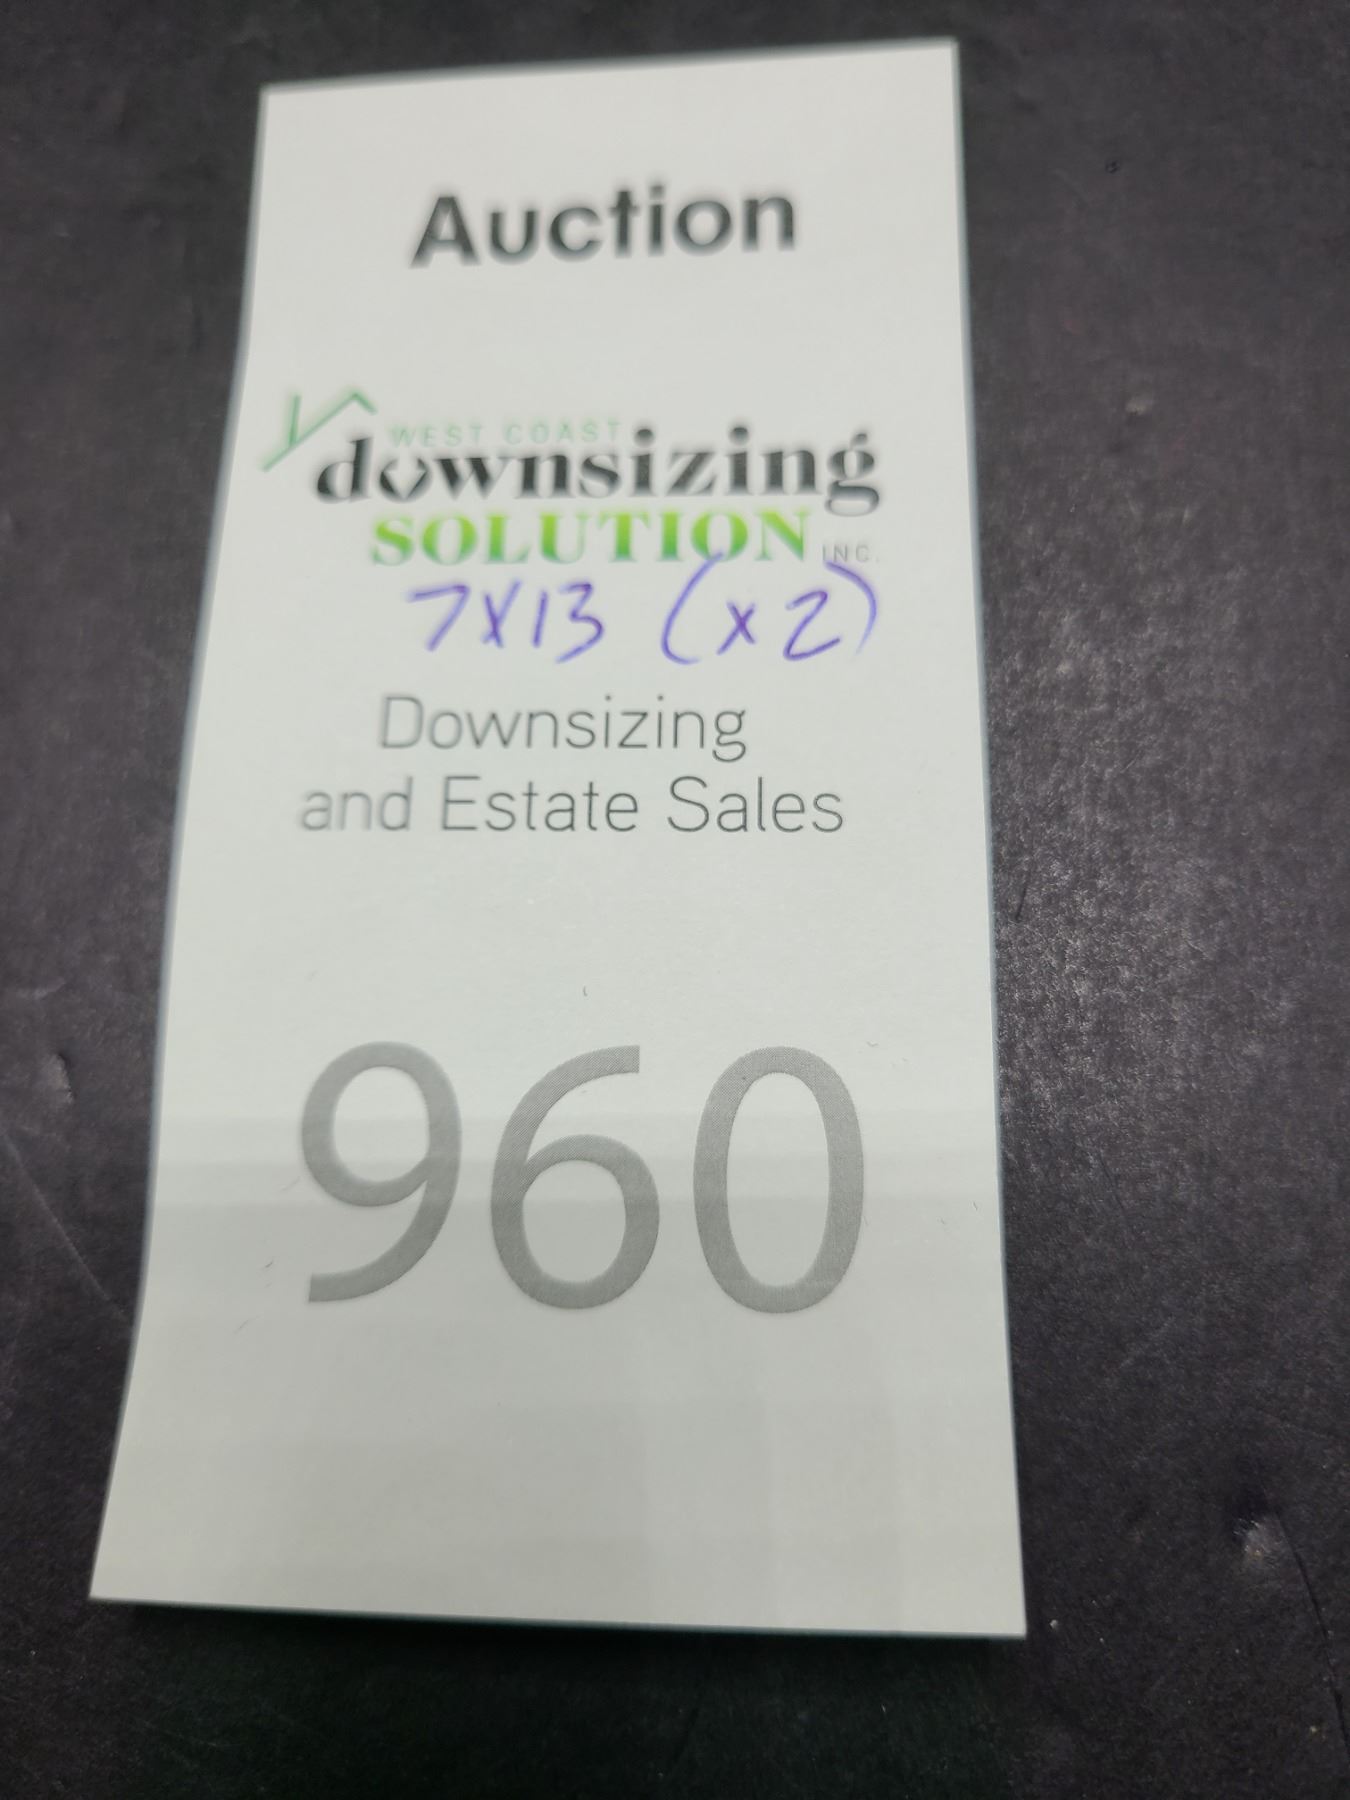 Auction
WEST COAST
downsizing
SOLUTION INC.
7X13 (x2)
Downsizing
and Estate Sales
960